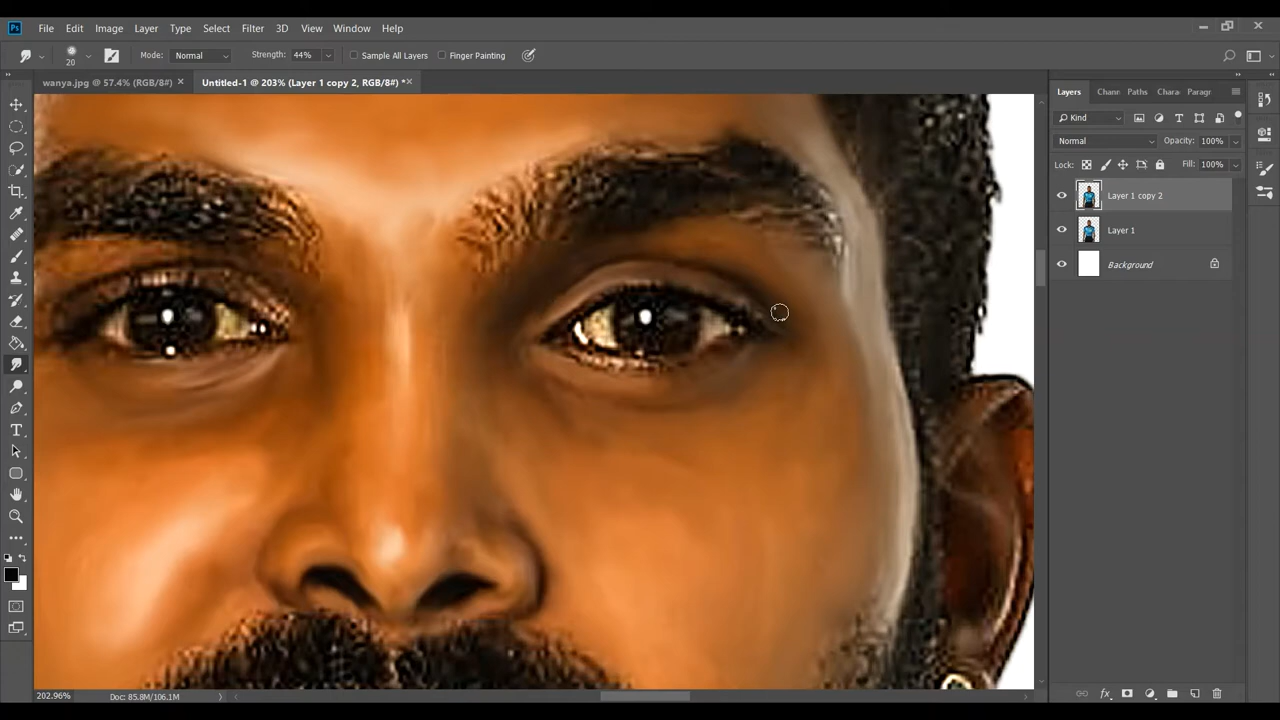 Ps File Edit Image Layer Type Select Filter 3D View Window Help
20 Mode: Normal Strength: 44% Sample All Layers Finger Painting
wanya.jpg @ 57.4% (RGB/8#) × Untitled-1 @ 203% (Layer 1 copy 2, RGB/8#) * ×
Layers Chann Paths Chara Paragr
Kind
Normal Opacity: 100%
Lock: Fill: 100%
Layer 1 copy 2
Layer 1
Background
202.96% Doc: 85.8M/106.1M